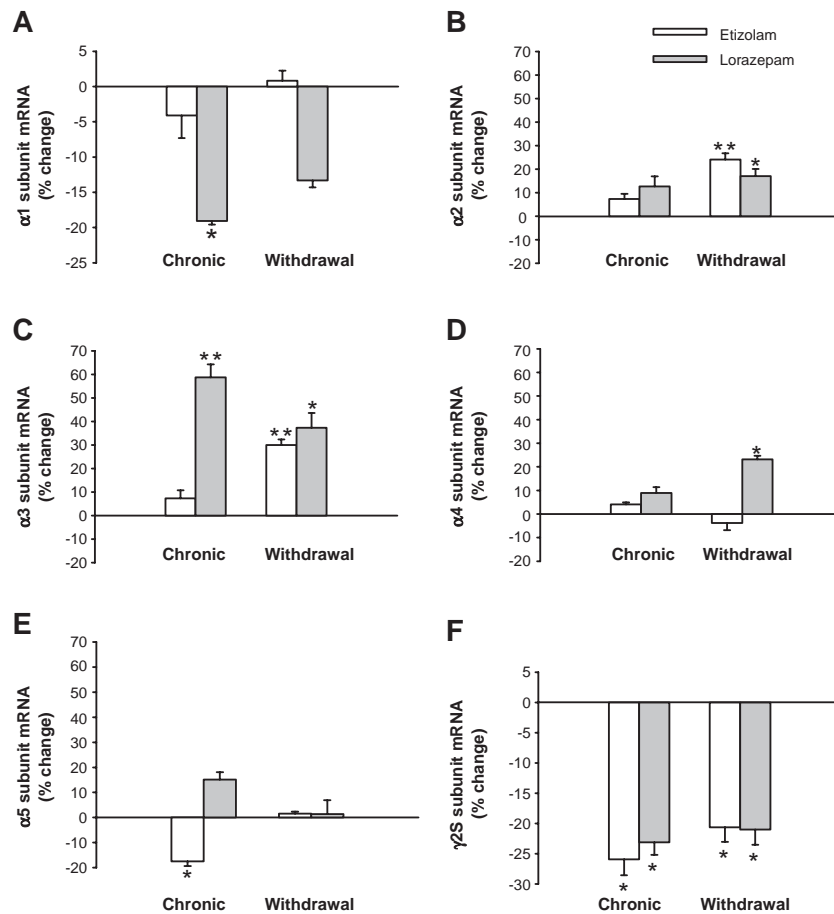 A
α1 subunit mRNA
(% change)
5
0
-5
-10
-15
-20
-25
*
Chronic Withdrawal
B
Etizolam
Lorazepam
α2 subunit mRNA
(% change)
70
60
50
40
30
20
10
0
-10
-20
**
*
Chronic Withdrawal
C
α3 subunit mRNA
(% change)
70
60
50
40
30
20
10
0
-10
-20
**
**
*
Chronic Withdrawal
D
α4 subunit mRNA
(% change)
70
60
50
40
30
20
10
0
-10
-20
*
Chronic Withdrawal
E
α5 subunit mRNA
(% change)
70
60
50
40
30
20
10
0
-10
-20
*
Chronic Withdrawal
F
γ2S subunit mRNA
(% change)
5
0
-5
-10
-15
-20
-25
-30
* * * *
Chronic Withdrawal